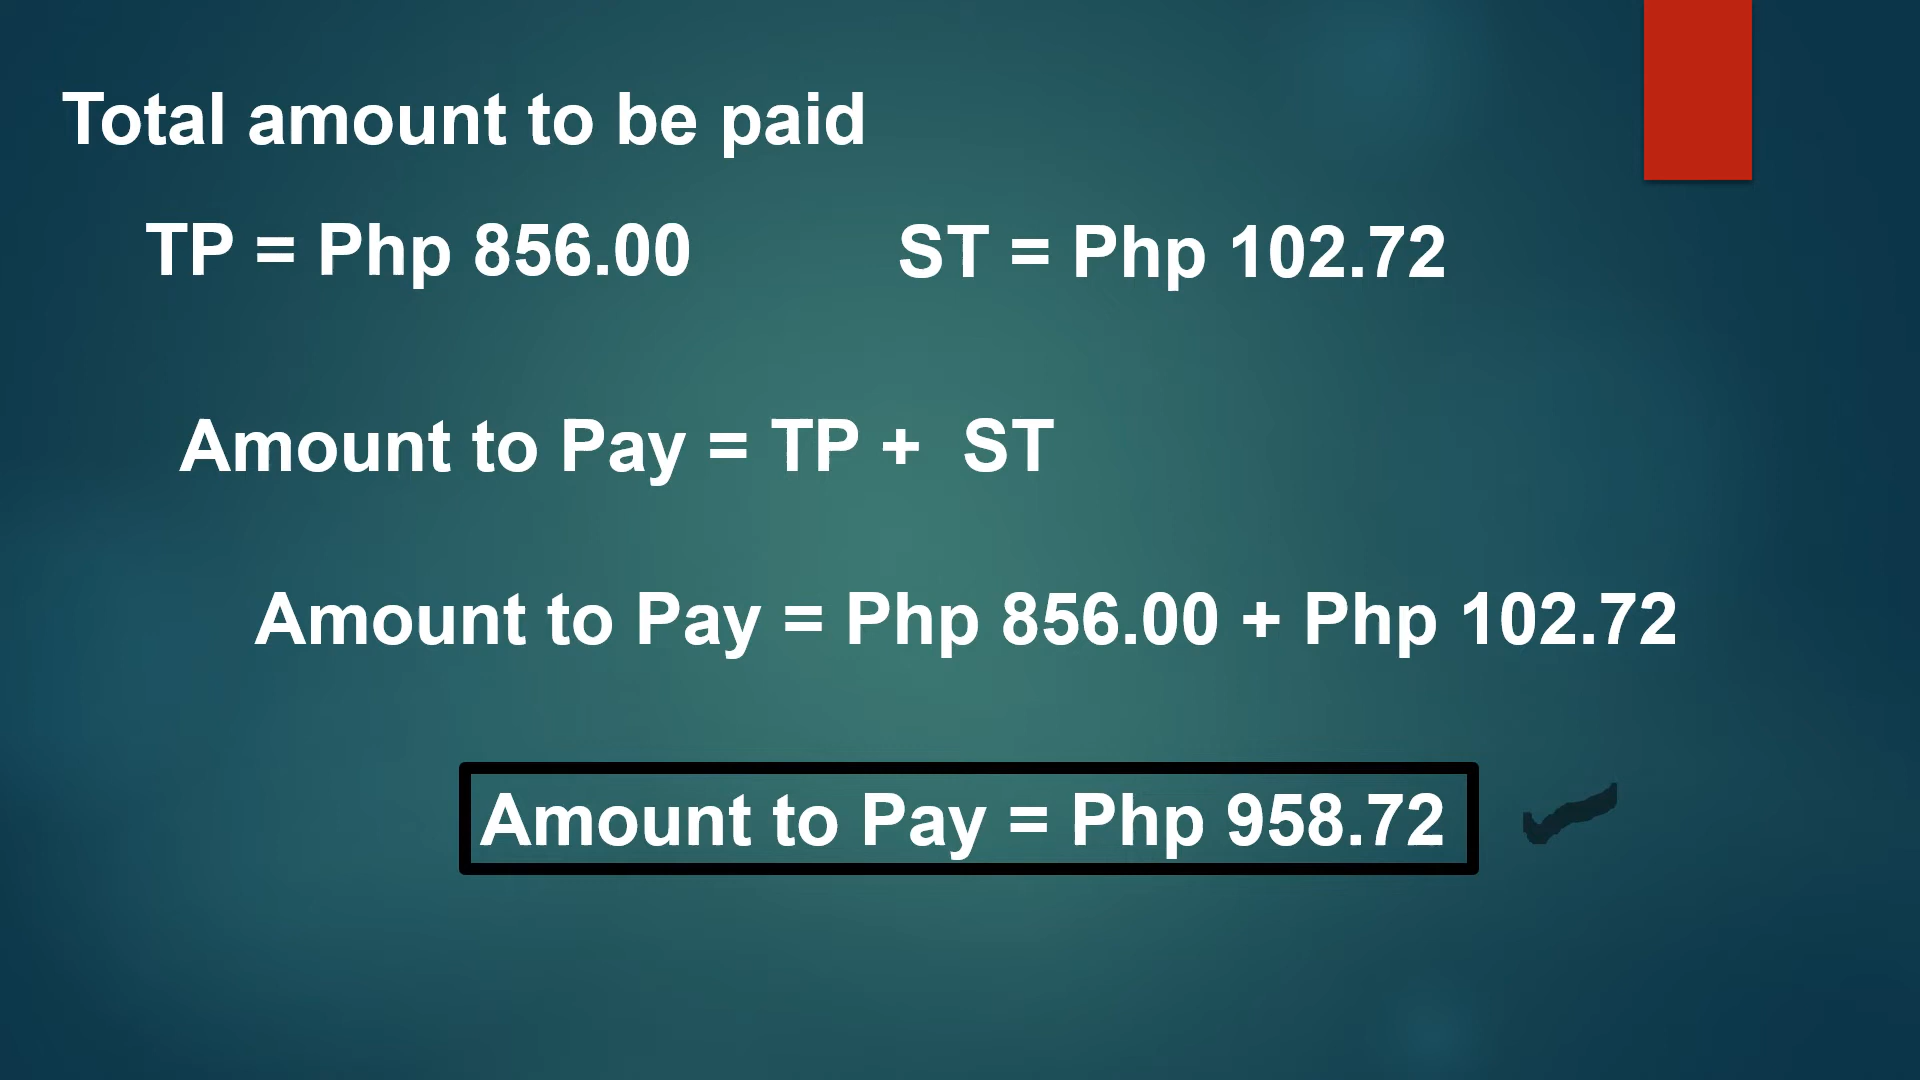 Total amount to be paid
TP = Php 856.00 ST = Php 102.72
Amount to Pay = TP + ST
Amount to Pay = Php 856.00 + Php 102.72
Amount to Pay = Php 958.72